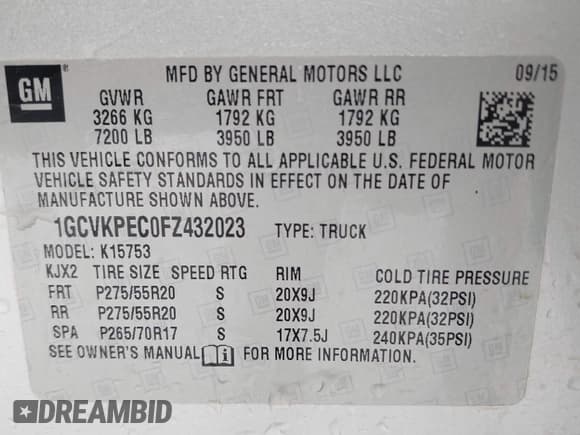 GM
MFD BY GENERAL MOTORS LLC 09/15
GVWR GAWR FRT GAWR RR
3266 KG 1792 KG 1792 KG
7200 LB 3950 LB 3950 LB
THIS VEHICLE CONFORMS TO ALL APPLICABLE U.S. FEDERAL MOTOR
VEHICLE SAFETY STANDARDS IN EFFECT ON THE DATE OF
MANUFACTURE SHOWN ABOVE.
1GCVKPEC0FZ432023 TYPE: TRUCK
MODEL: K15753
KJX2 TIRE SIZE SPEED RTG RIM COLD TIRE PRESSURE
FRT P275/55R20 S 20X9J 220KPA(32PSI)
RR P275/55R20 S 20X9J 220KPA(32PSI)
SPA P265/70R17 S 17X7.5J 240KPA(35PSI)
SEE OWNER'S MANUAL FOR MORE INFORMATION.
DREAMBID